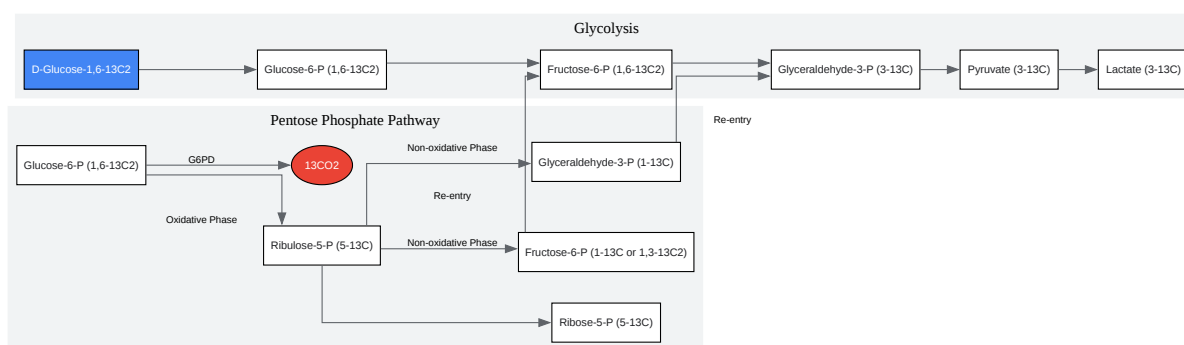 Glycolysis
D-Glucose-1,6-13C2
Glucose-6-P (1,6-13C2)
Fructose-6-P (1,6-13C2)
Glyceraldehyde-3-P (3-13C)
Pyruvate (3-13C)
Lactate (3-13C)
Pentose Phosphate Pathway
Re-entry
Glucose-6-P (1,6-13C2)
G6PD
13CO2
Non-oxidative Phase
Glyceraldehyde-3-P (1-13C)
Re-entry
Oxidative Phase
Ribulose-5-P (5-13C)
Non-oxidative Phase
Fructose-6-P (1-13C or 1,3-13C2)
Ribose-5-P (5-13C)